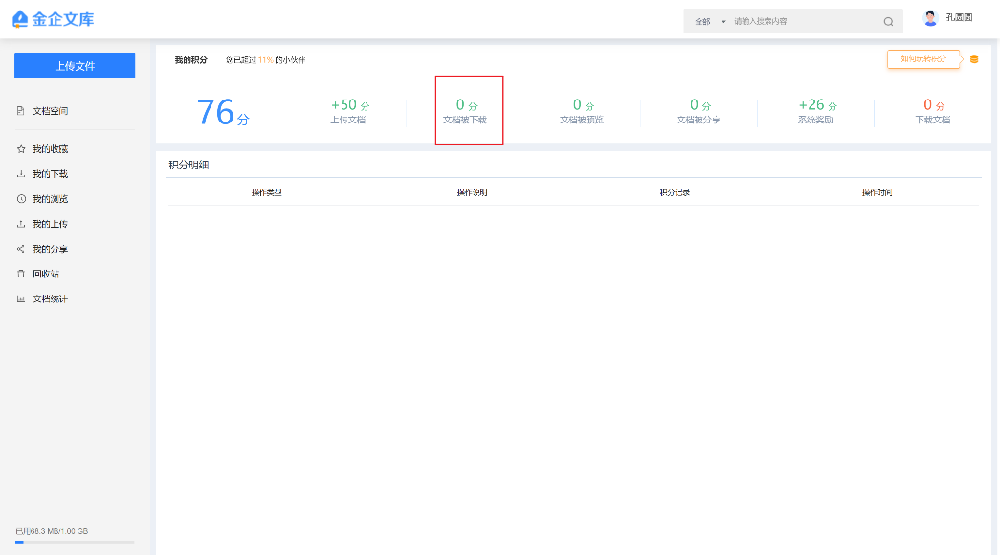 金企文库
全部 请输入搜索内容
孔圆圆
上传文件
文档空间
我的收藏
我的下载
我的浏览
我的上传
我的分享
回收站
文档统计
已用68.3 MB/1.00 GB
我的积分 您已超过 11% 的小伙伴
如何玩转积分
76分
+50 分
上传文档
0 分
文档被下载
0 分
文档被预览
0 分
文档被分享
+26 分
系统奖励
0 分
下载文档
积分明细
操作类型 操作说明 积分记录 操作时间